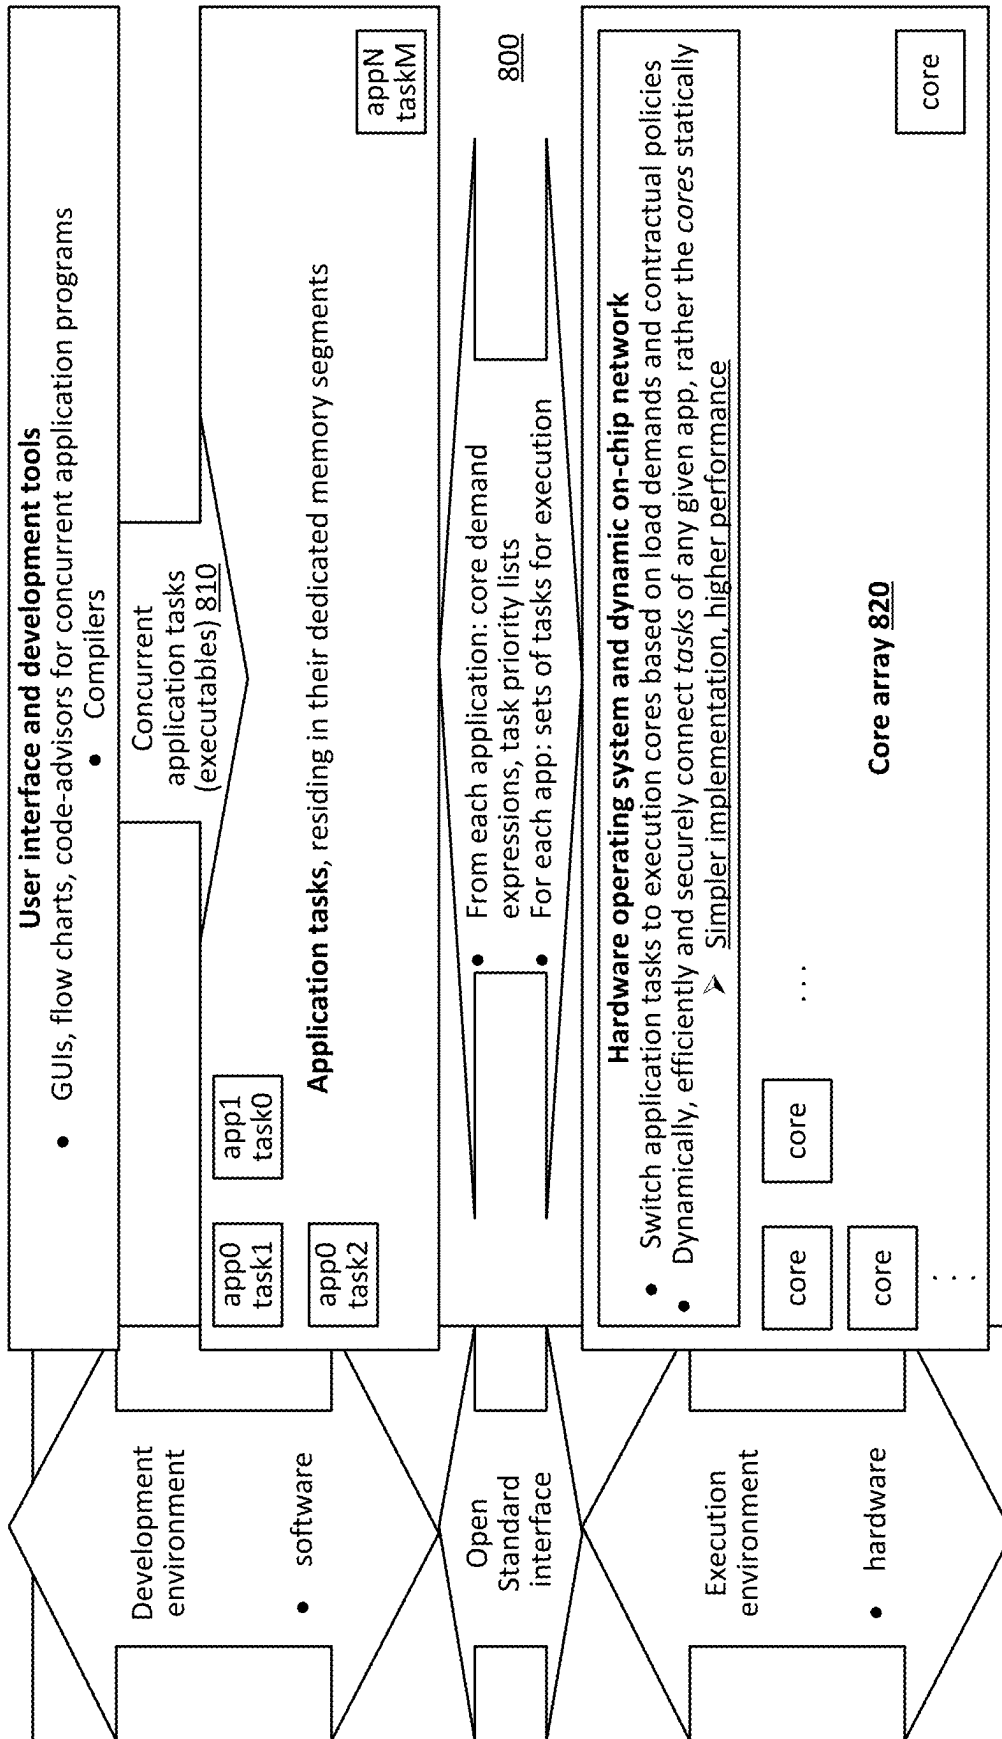 User interface and development tools
• GUIs, flow charts, code-advisors for concurrent application programs
• Compilers
Development
environment
• software
Concurrent
application tasks
(executables) 810
app0
task1
app1
task0
app0
task2
Application tasks, residing in their dedicated memory segments
appN
taskM
Open
Standard
interface
• From each application: core demand
expressions, task priority lists
• For each app: sets of tasks for execution
800
Execution
environment
• hardware
Hardware operating system and dynamic on-chip network
• Switch application tasks to execution cores based on load demands and contractual policies
• Dynamically, efficiently and securely connect tasks of any given app, rather the cores statically
➢ Simpler implementation, higher performance
core
core
. . .
core
. . .
Core array 820
core